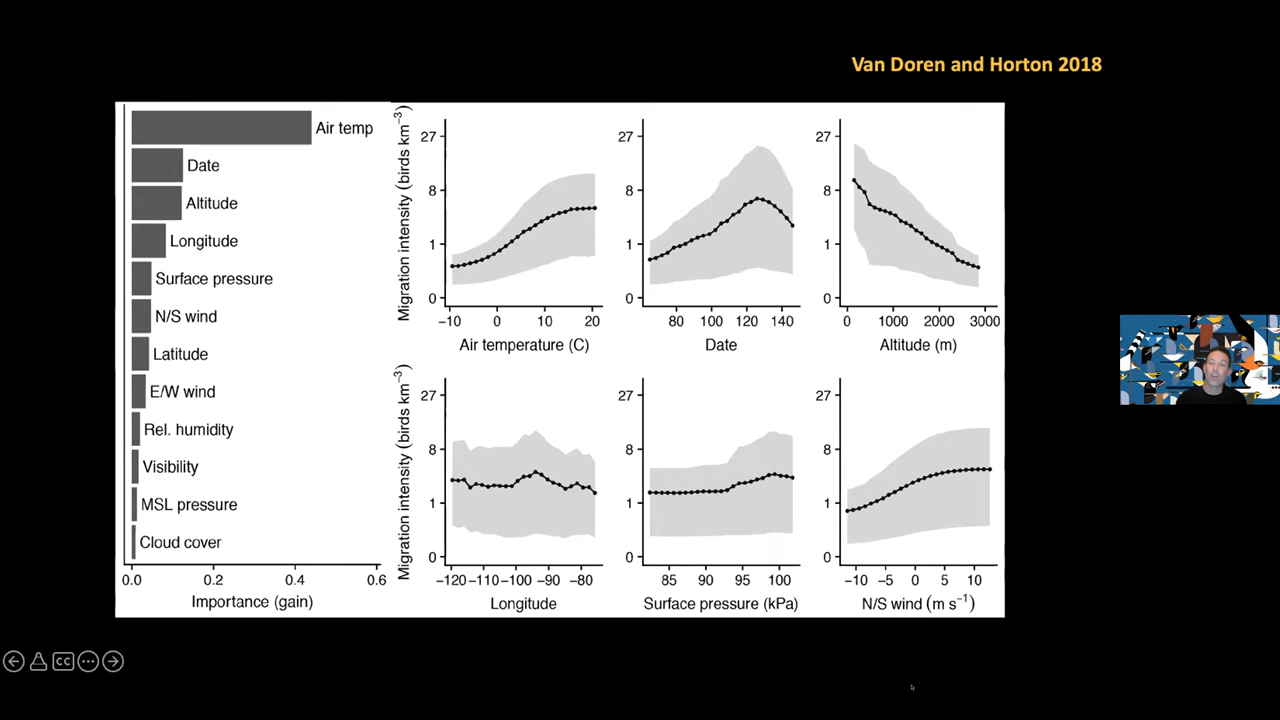 Van Doren and Horton 2018
Air temp
Date
Altitude
Longitude
Surface pressure
N/S wind
Latitude
E/W wind
Rel. humidity
Visibility
MSL pressure
Cloud cover
0.0 0.2 0.4 0.6
Importance (gain)
Migration intensity (birds km⁻³)
27
8
1
0
−10 0 10 20
Air temperature (C)
27
8
1
0
80 100 120 140
Date
27
8
1
0
0 1000 2000 3000
Altitude (m)
Migration intensity (birds km⁻³)
27
8
1
0
−120 −110 −100 −90 −80
Longitude
27
8
1
0
85 90 95 100
Surface pressure (kPa)
27
8
1
0
−10 −5 0 5 10
N/S wind (m s⁻¹)
CC